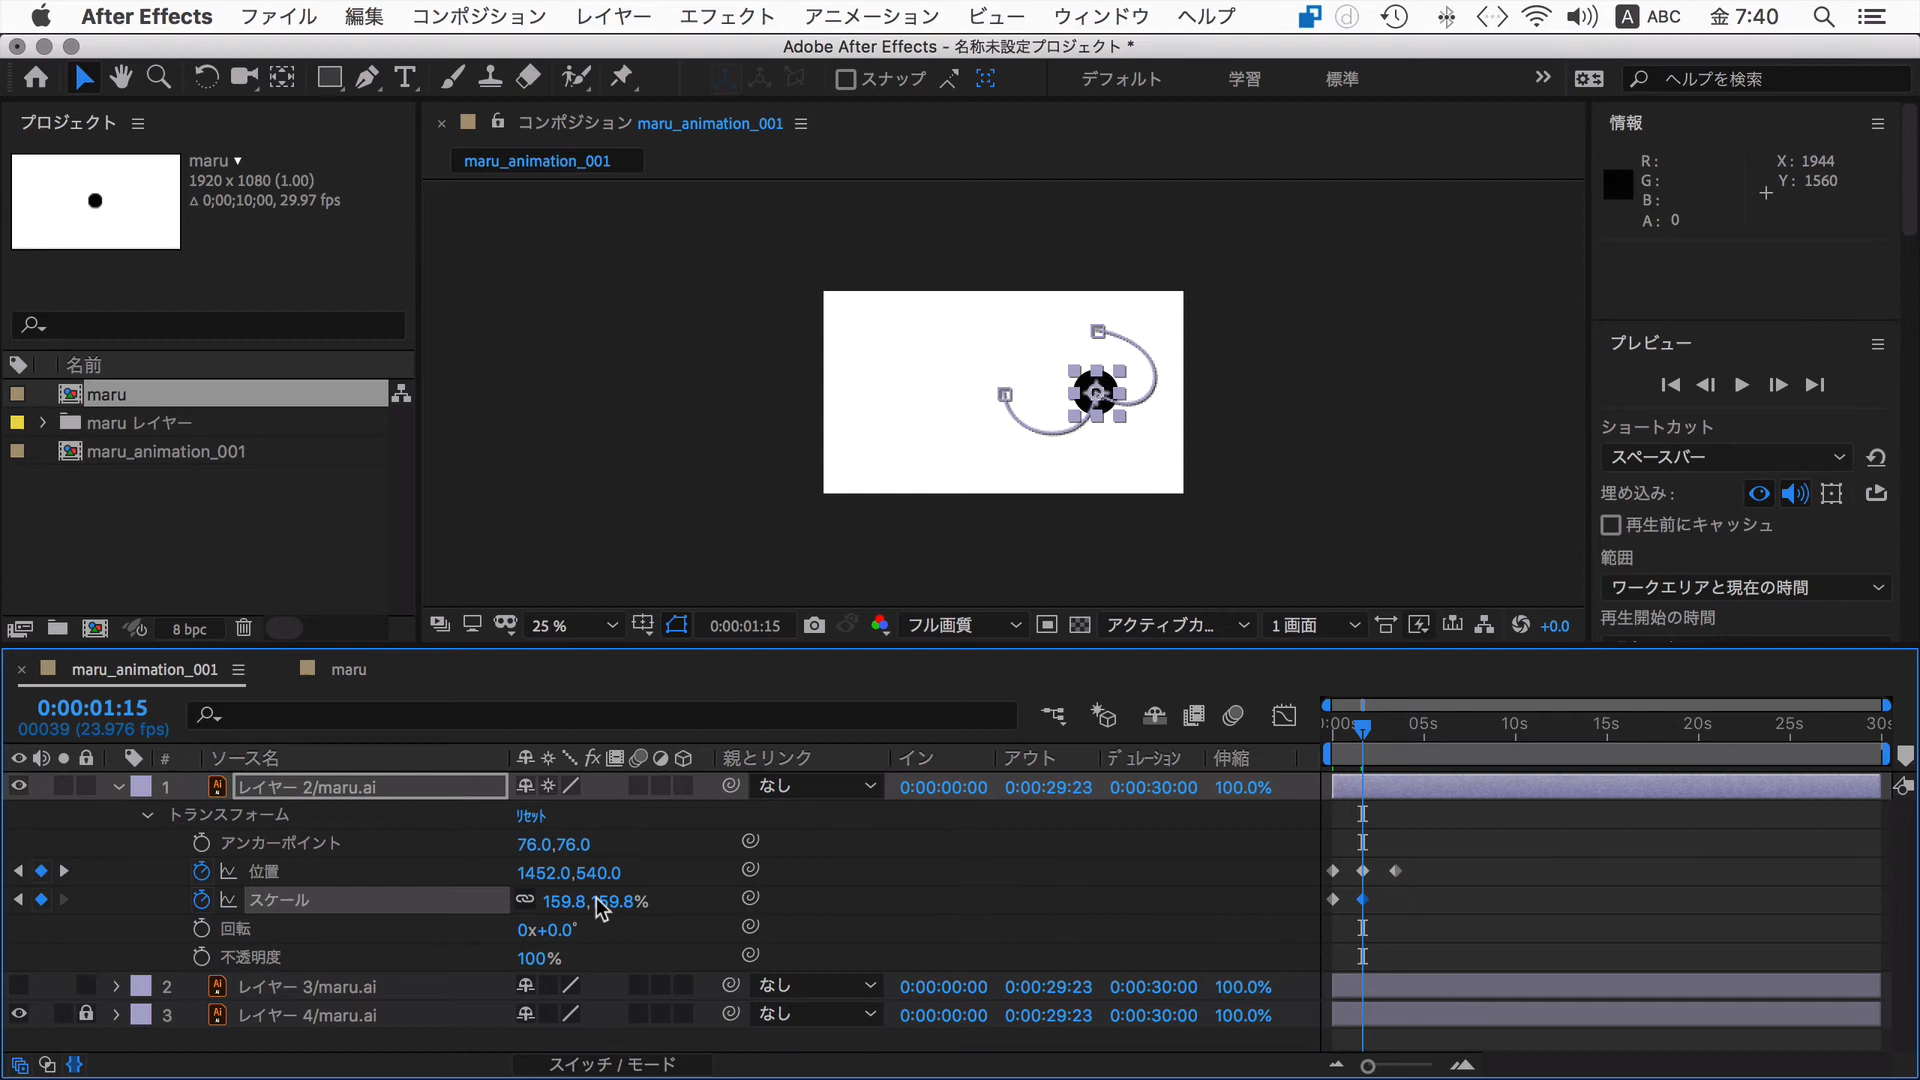 After Effects ファイル 編集 コンポジション レイヤー エフェクト アニメーション ビュー ウィンドウ ヘルプ A ABC 金 7:40
Adobe After Effects - 名称未設定プロジェクト *
スナップ デフォルト 学習 標準 ヘルプを検索
プロジェクト
maru
1920 x 1080 (1.00)
Δ 0;00;10;00, 29.97 fps
名前
maru
maru レイヤー
maru_animation_001
8 bpc
コンポジション maru_animation_001
maru_animation_001
25 %
0:00:01:15
フル画質
アクティブカ...
1 画面
+0.0
情報
R :
G :
B :
A : 0
X : 1944
Y : 1560
プレビュー
ショートカット
スペースバー
埋め込み :
再生前にキャッシュ
範囲
ワークエリアと現在の時間
再生開始の時間
maru_animation_001
maru
0:00:01:15
00039 (23.976 fps)
:00s 05s 10s 15s 20s 25s 30s
# ソース名 fx 親とリンク イン アウト デュレーション 伸縮
1 Ai レイヤー 2/maru.ai なし 0:00:00:00 0:00:29:23 0:00:30:00 100.0%
トランスフォーム リセット
アンカーポイント 76.0,76.0
位置 1452.0,540.0
スケール 159.8,159.8%
回転 0x+0.0°
不透明度 100%
2 Ai レイヤー 3/maru.ai なし 0:00:00:00 0:00:29:23 0:00:30:00 100.0%
3 Ai レイヤー 4/maru.ai なし 0:00:00:00 0:00:29:23 0:00:30:00 100.0%
スイッチ / モード